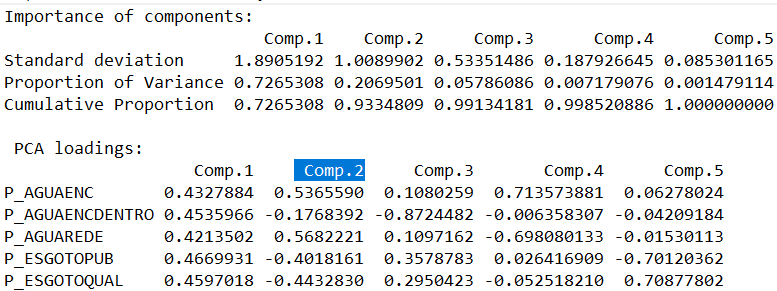 Importance of components:
Comp.1 Comp.2 Comp.3 Comp.4 Comp.5
Standard deviation 1.8905192 1.0089902 0.53351486 0.187926645 0.085301165
Proportion of Variance 0.7265308 0.2069501 0.05786086 0.007179076 0.001479114
Cumulative Proportion 0.7265308 0.9334809 0.99134181 0.998520886 1.000000000
PCA loadings:
Comp.1 Comp.2 Comp.3 Comp.4 Comp.5
P_AGUAENC 0.4327884 0.5365590 0.1080259 0.713573881 0.06278024
P_AGUAENCDENTRO 0.4535966 -0.1768392 -0.8724482 -0.006358307 -0.04209184
P_AGUAREDE 0.4213502 0.5682221 0.1097162 -0.698080133 -0.01530113
P_ESGOTOPUB 0.4669931 -0.4018161 0.3578783 0.026416909 -0.70120362
P_ESGOTOQUAL 0.4597018 -0.4432830 0.2950423 -0.052518210 0.70877802